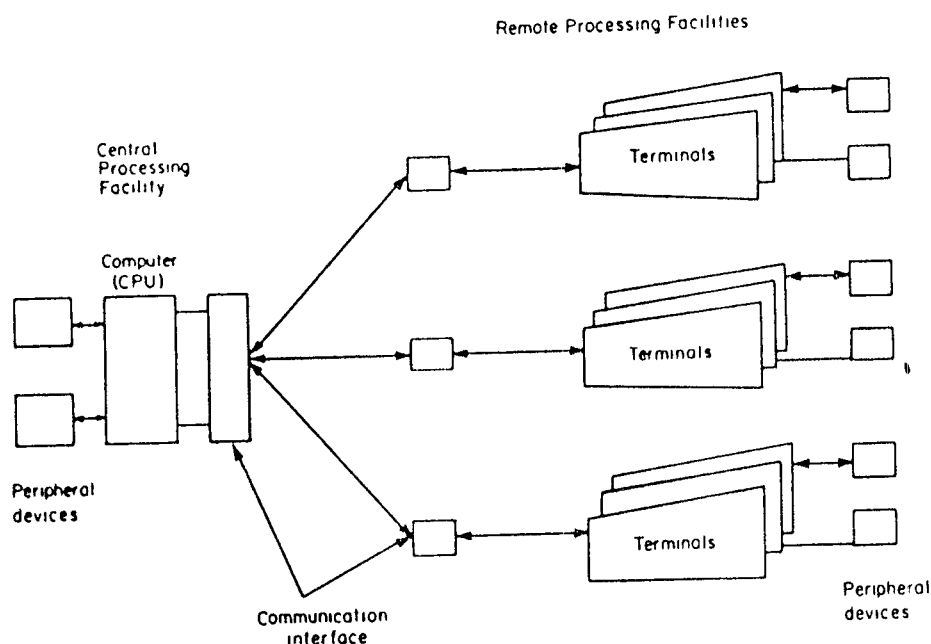 Remote Processing Facilities
Central
Processing
Facility
Computer
(CPU)
Terminals
Terminals
Terminals
Peripheral
devices
Communication
interface
Peripheral
devices